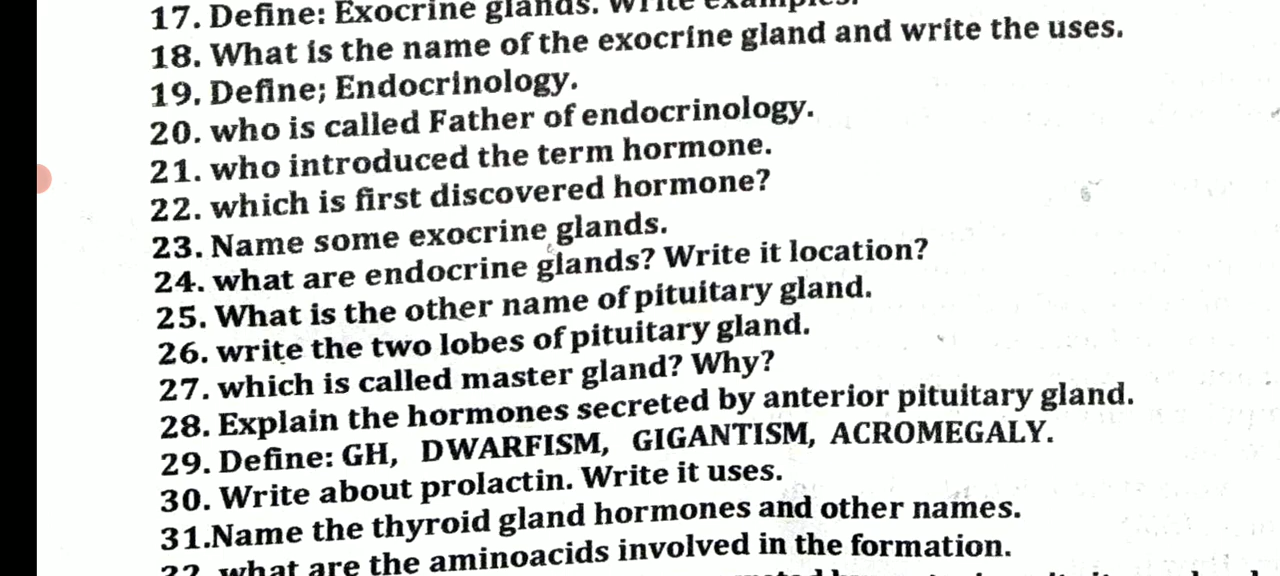 17. Define: Exocrine glands. Write examples.
18. What is the name of the exocrine gland and write the uses.
19. Define; Endocrinology.
20. who is called Father of endocrinology.
21. who introduced the term hormone.
22. which is first discovered hormone?
23. Name some exocrine glands.
24. what are endocrine glands? Write it location?
25. What is the other name of pituitary gland.
26. write the two lobes of pituitary gland.
27. which is called master gland? Why?
28. Explain the hormones secreted by anterior pituitary gland.
29. Define: GH, DWARFISM, GIGANTISM, ACROMEGALY.
30. Write about prolactin. Write it uses.
31.Name the thyroid gland hormones and other names.
32. what are the aminoacids involved in the formation.